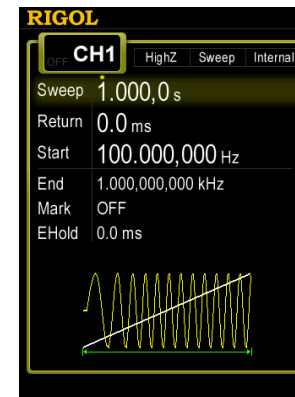 RIGOL
OFF CH1 HighZ Sweep Internal
Sweep 1.000,0 s
Return 0.0 ms
Start 100.000,000 Hz
End 1.000,000,000 kHz
Mark OFF
EHold 0.0 ms